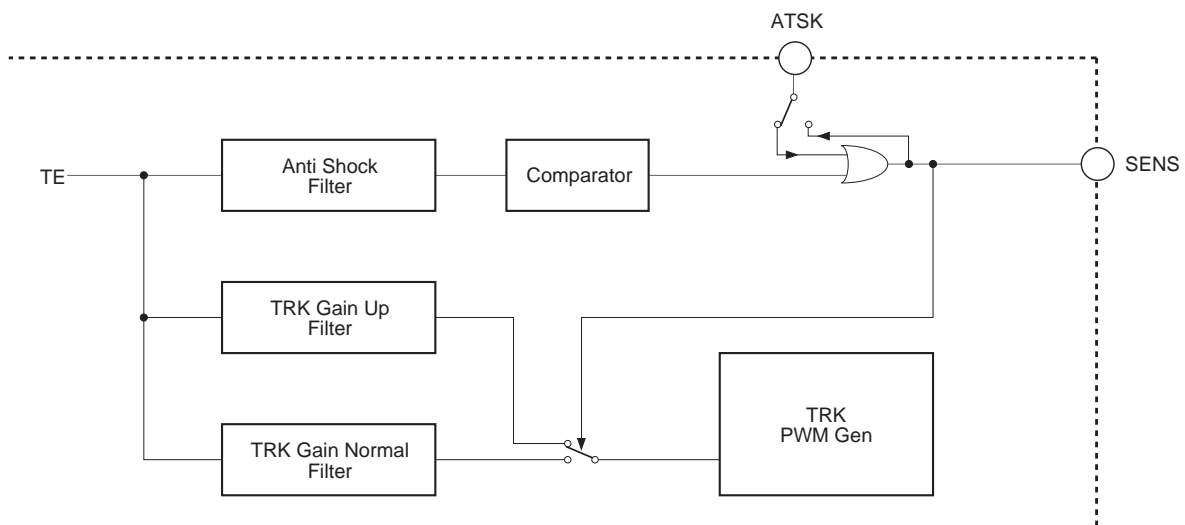 ATSK
TE
Anti Shock
Filter
Comparator
SENS
TRK Gain Up
Filter
TRK
PWM Gen
TRK Gain Normal
Filter